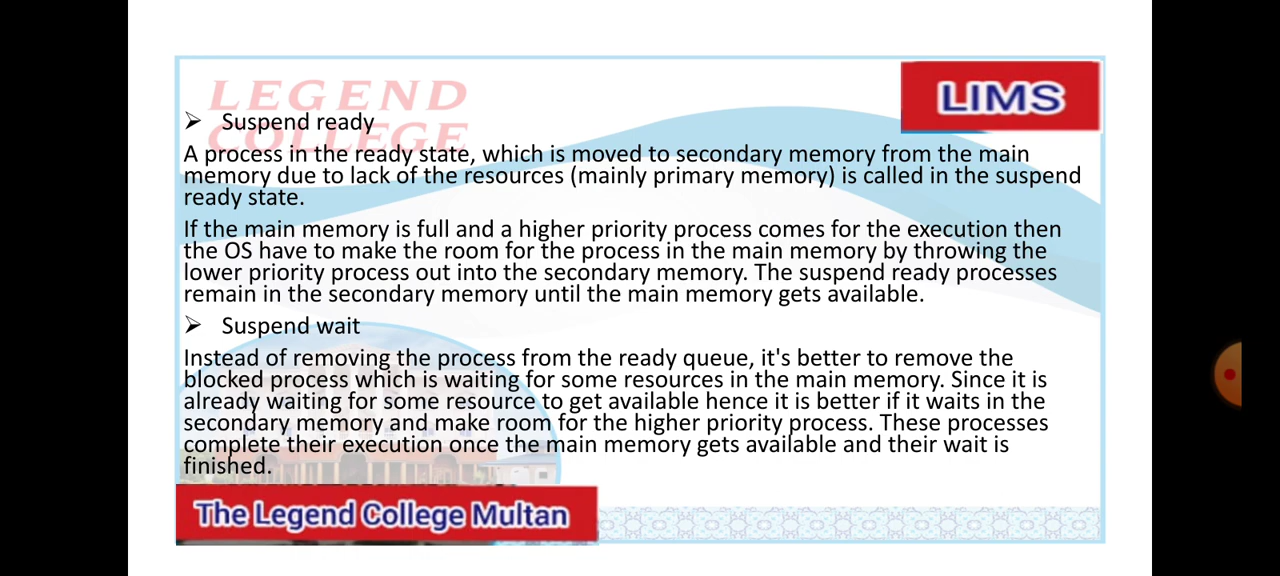 LEGEND
COLLEGE
LIMS
➢ Suspend ready
A process in the ready state, which is moved to secondary memory from the main
memory due to lack of the resources (mainly primary memory) is called in the suspend
ready state.
If the main memory is full and a higher priority process comes for the execution then
the OS have to make the room for the process in the main memory by throwing the
lower priority process out into the secondary memory. The suspend ready processes
remain in the secondary memory until the main memory gets available.
➢ Suspend wait
Instead of removing the process from the ready queue, it's better to remove the
blocked process which is waiting for some resources in the main memory. Since it is
already waiting for some resource to get available hence it is better if it waits in the
secondary memory and make room for the higher priority process. These processes
complete their execution once the main memory gets available and their wait is
finished.
The Legend College Multan